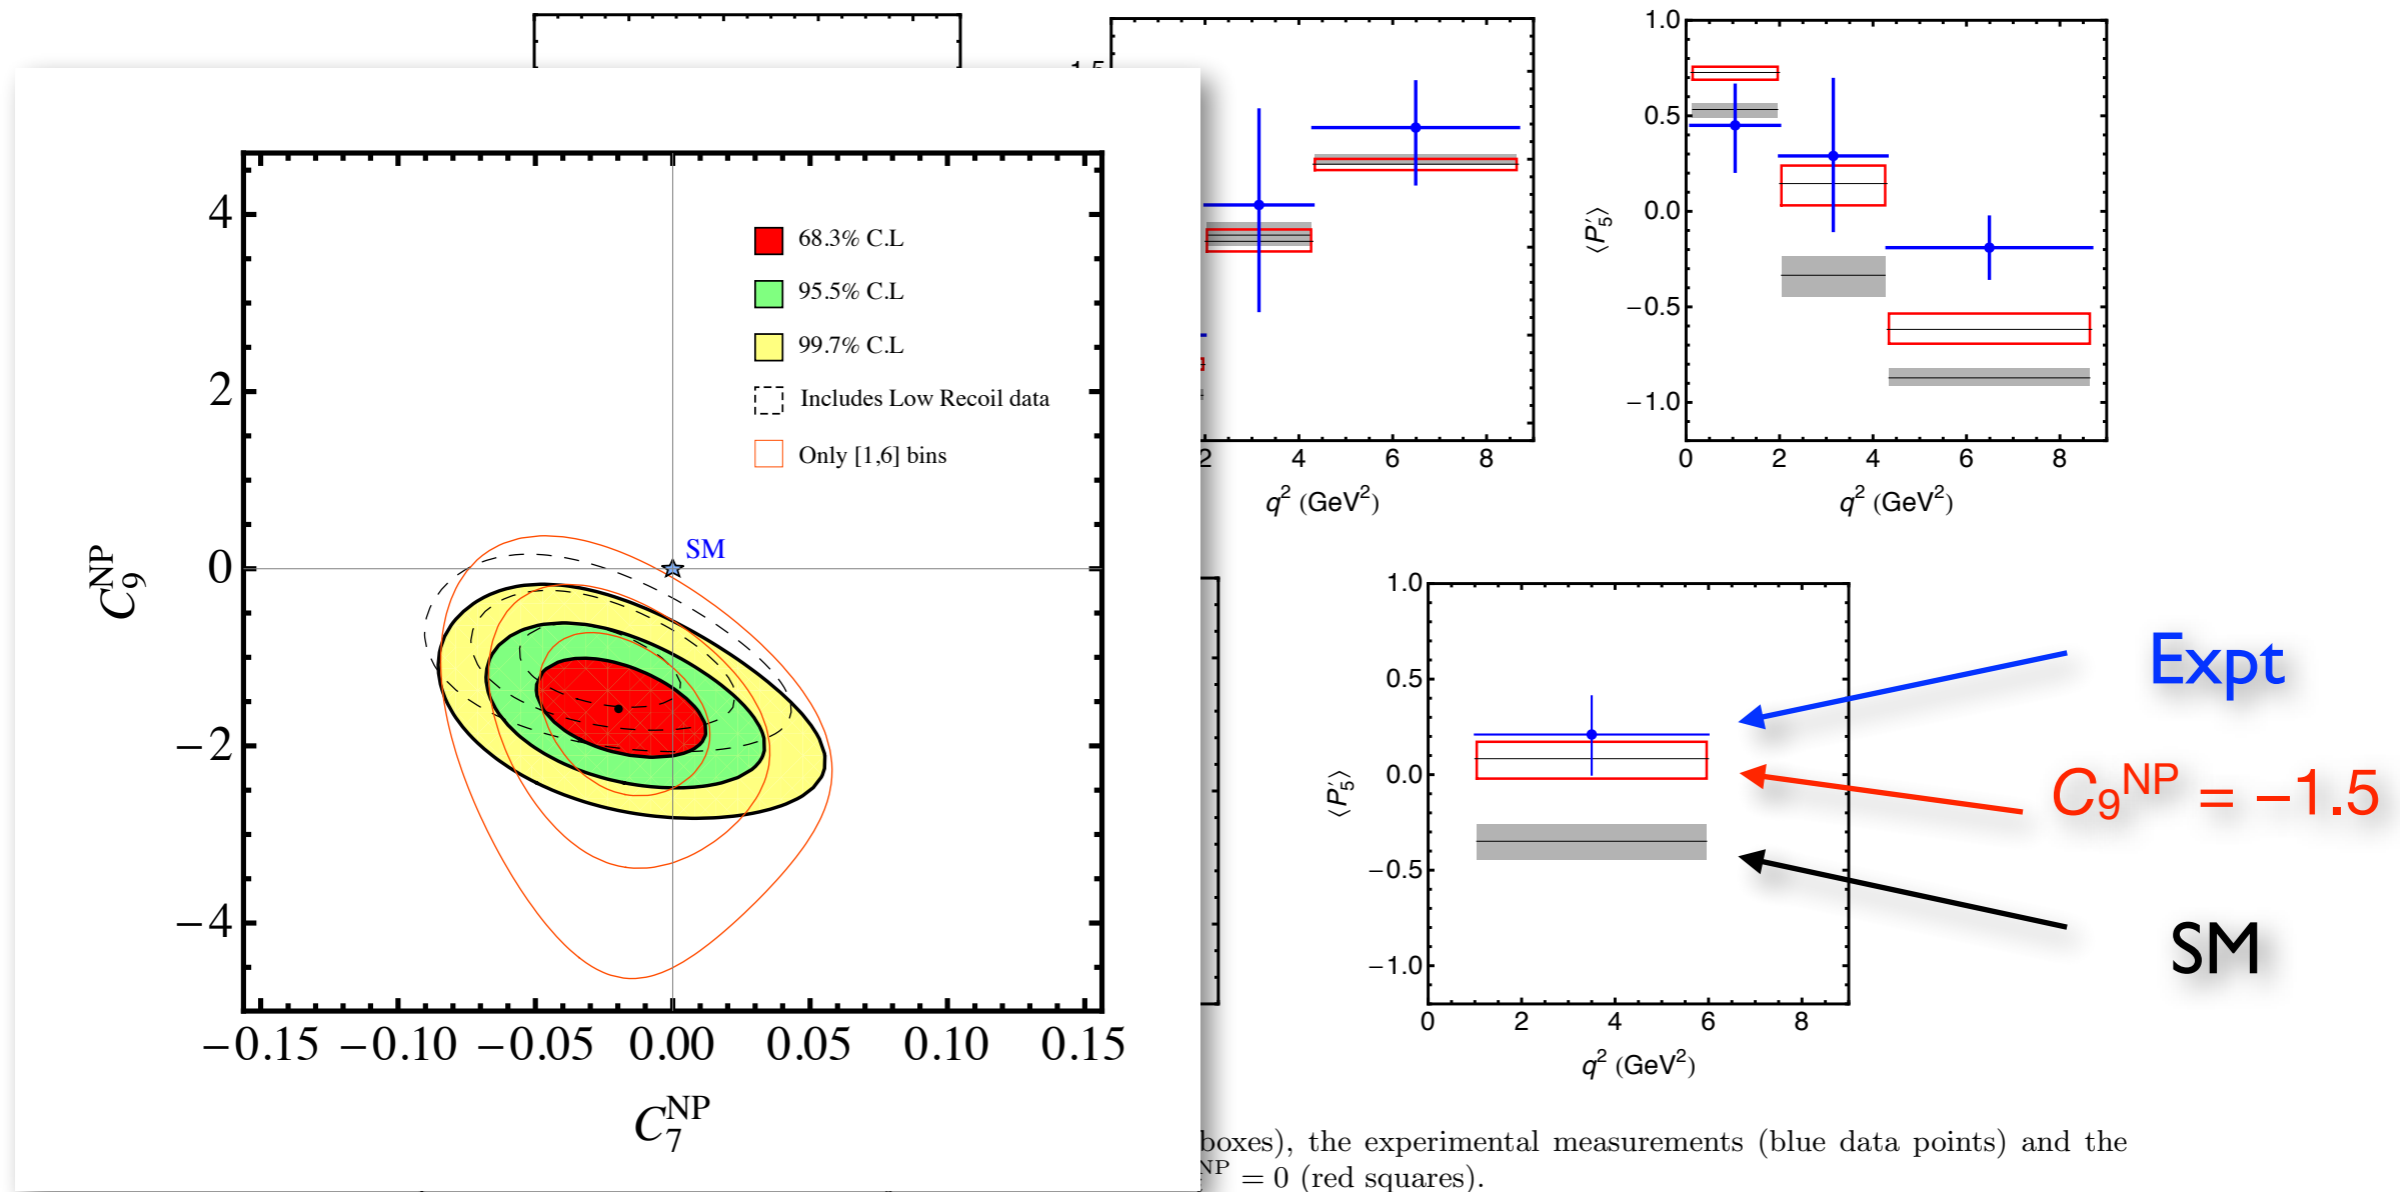 1.5
2
4
6
8
q² (GeV²)
1.0
0.5
0.0
−0.5
−1.0
⟨P₅′⟩
0
2
4
6
8
q² (GeV²)
4
2
0
−2
−4
C₉ᴺᴾ
68.3% C.L
95.5% C.L
99.7% C.L
Includes Low Recoil data
Only [1,6] bins
SM
−0.15 −0.10 −0.05 0.00 0.05 0.10 0.15
C₇ᴺᴾ
1.0
0.5
0.0
−0.5
−1.0
⟨P₅′⟩
0
2
4
6
8
q² (GeV²)
Expt
C₉ᴺᴾ = −1.5
SM
boxes), the experimental measurements (blue data points) and the
NP = 0 (red squares).